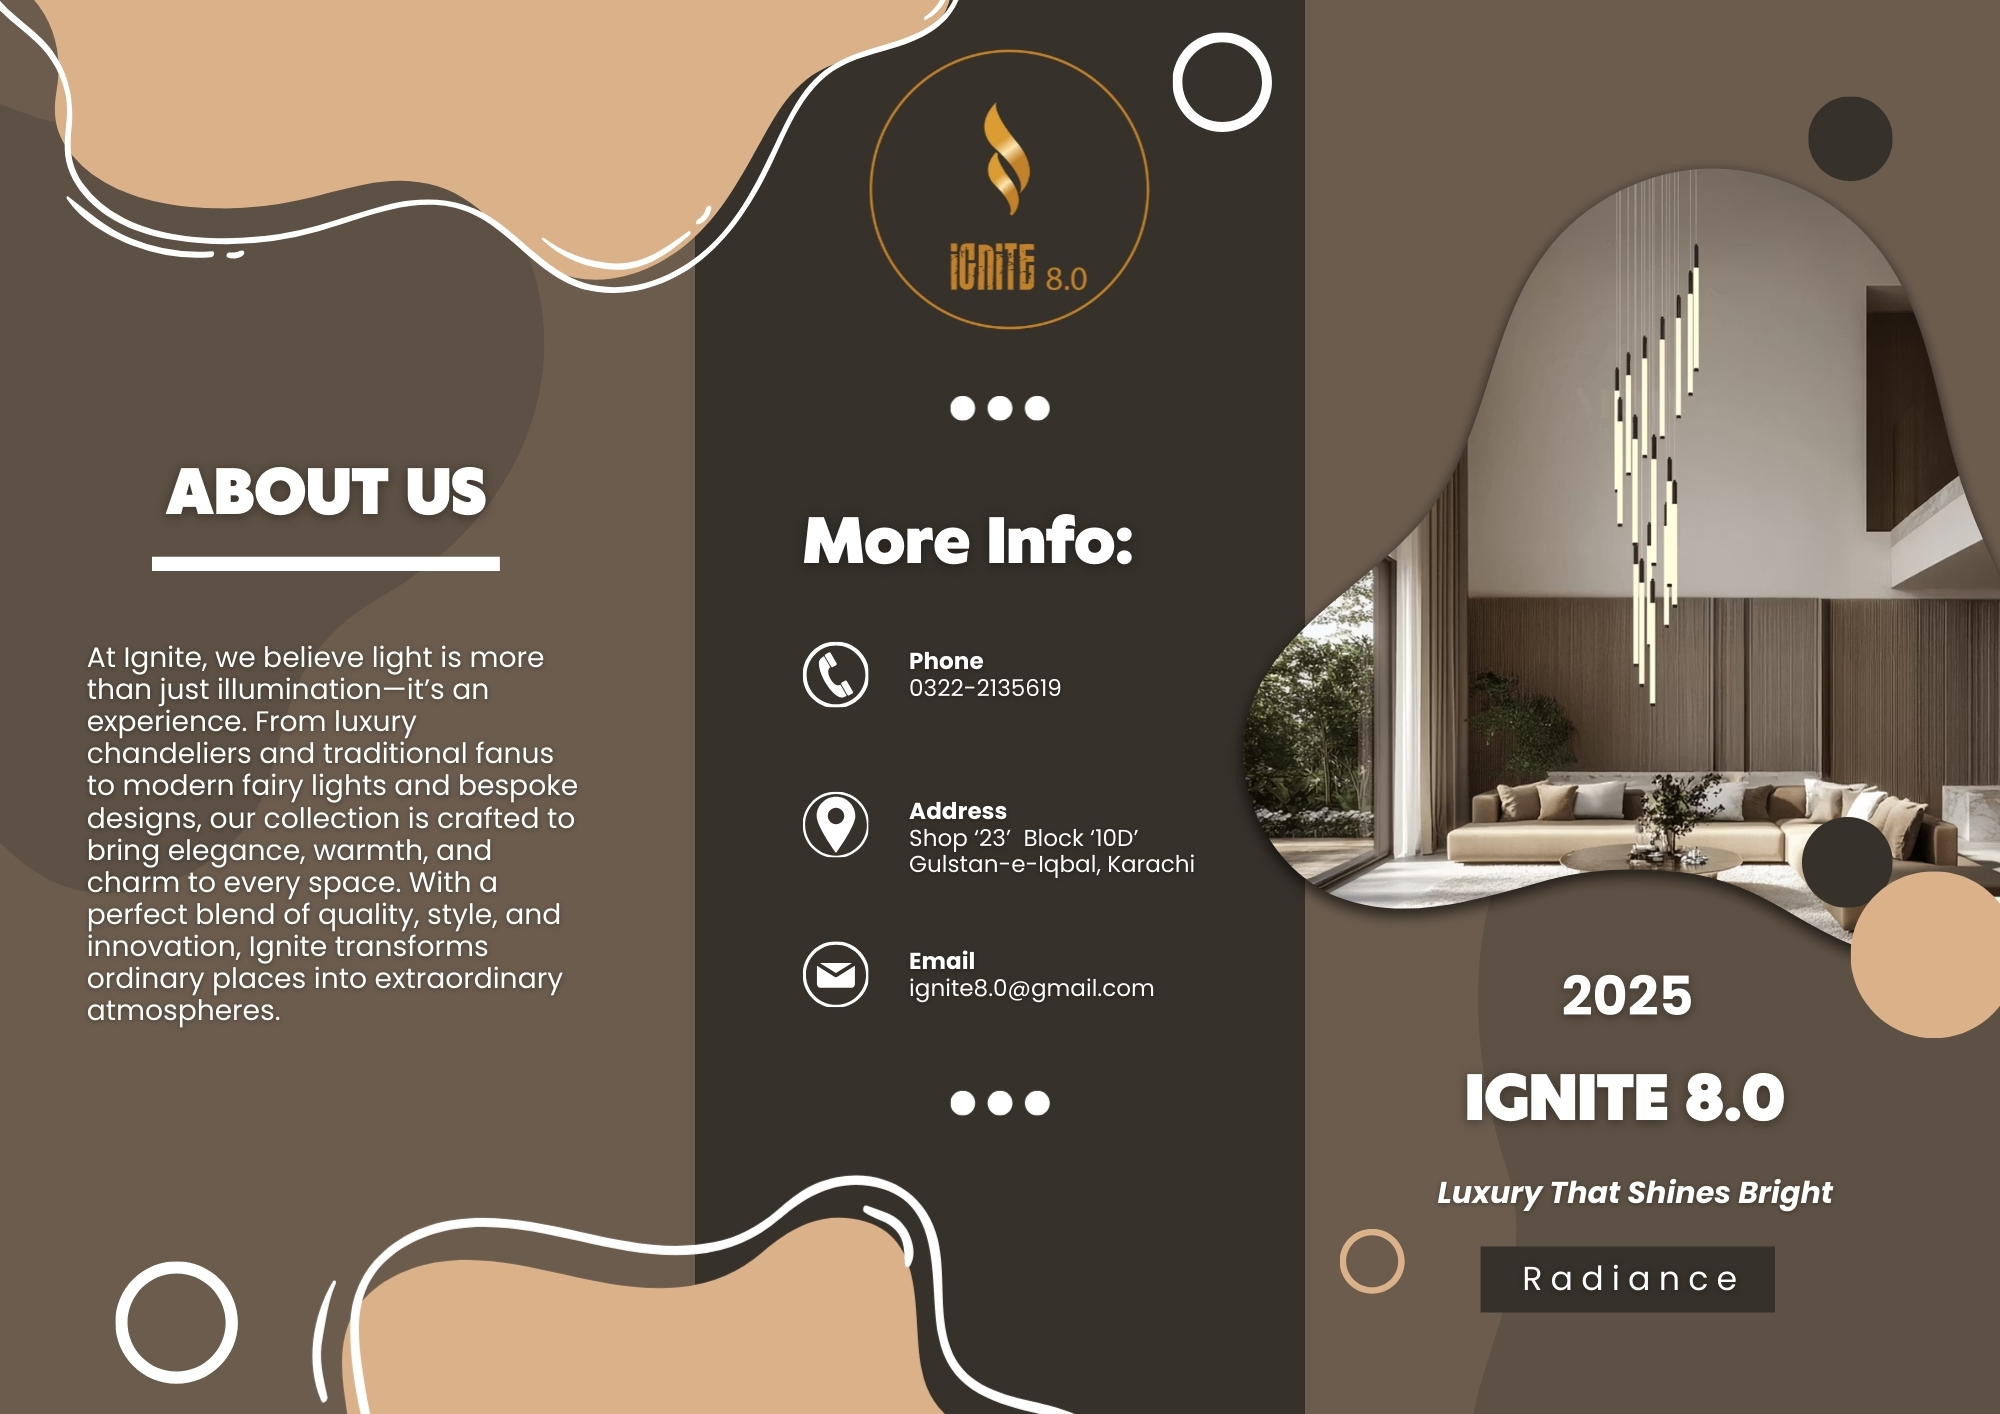 ABOUT US
At Ignite, we believe light is more
than just illumination—it’s an
experience. From luxury
chandeliers and traditional fanus
to modern fairy lights and bespoke
designs, our collection is crafted to
bring elegance, warmth, and
charm to every space. With a
perfect blend of quality, style, and
innovation, Ignite transforms
ordinary places into extraordinary
atmospheres.
iGNiTE 8.0
More Info:
Phone
0322-2135619
Address
Shop ‘23’ Block ‘10D’
Gulstan-e-Iqbal, Karachi
Email
ignite8.0@gmail.com
2025
IGNITE 8.0
Luxury That Shines Bright
Radiance